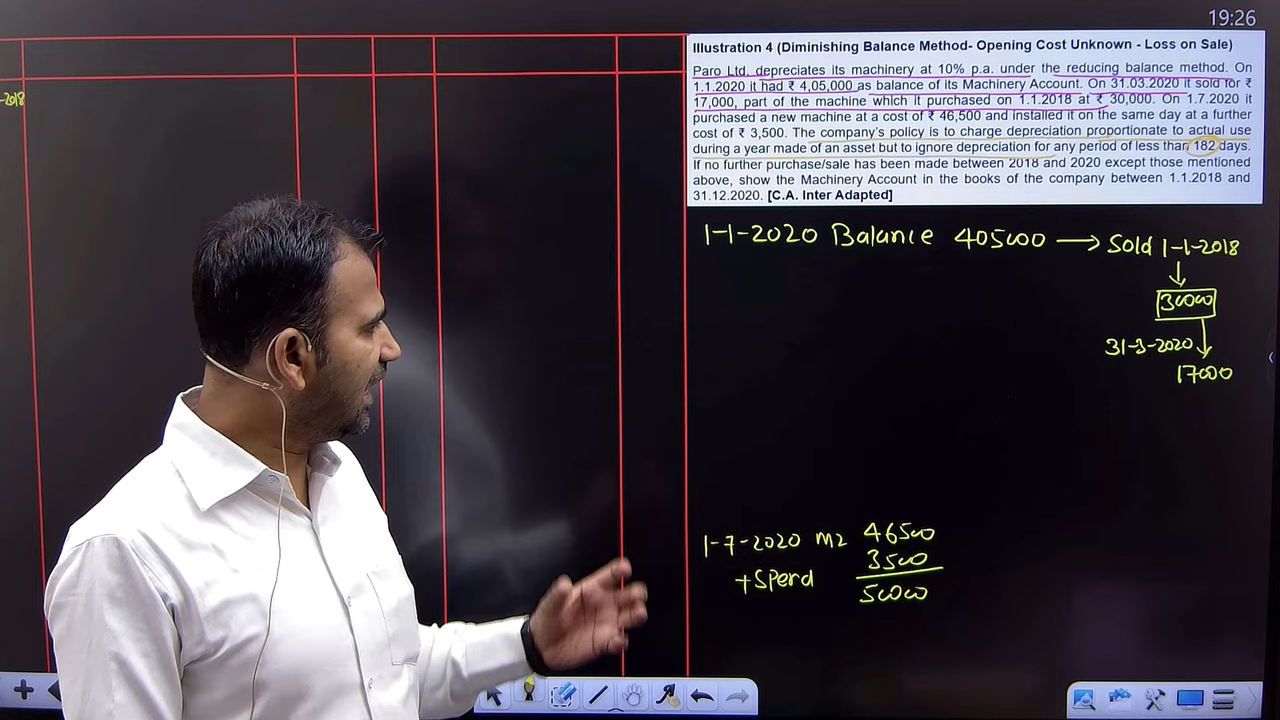 19:26
Illustration 4 (Diminishing Balance Method- Opening Cost Unknown - Loss on Sale)
Paro Ltd. depreciates its machinery at 10% p.a. under the reducing balance method. On
1.1.2020 it had ₹ 4,05,000 as balance of its Machinery Account. On 31.03.2020 it sold for ₹
17,000, part of the machine which it purchased on 1.1.2018 at ₹ 30,000. On 1.7.2020 it
purchased a new machine at a cost of ₹ 46,500 and installed it on the same day at a further
cost of ₹ 3,500. The company's policy is to charge depreciation proportionate to actual use
during a year made of an asset but to ignore depreciation for any period of less than 182 days.
If no further purchase/sale has been made between 2018 and 2020 except those mentioned
above, show the Machinery Account in the books of the company between 1.1.2018 and
31.12.2020. [C.A. Inter Adapted]
-2018
1-1-2020 Balance 405000 → Sold 1-1-2018
30000
31-3-2020
17000
1-7-2020 m2 46500
+Spend 3500
50000